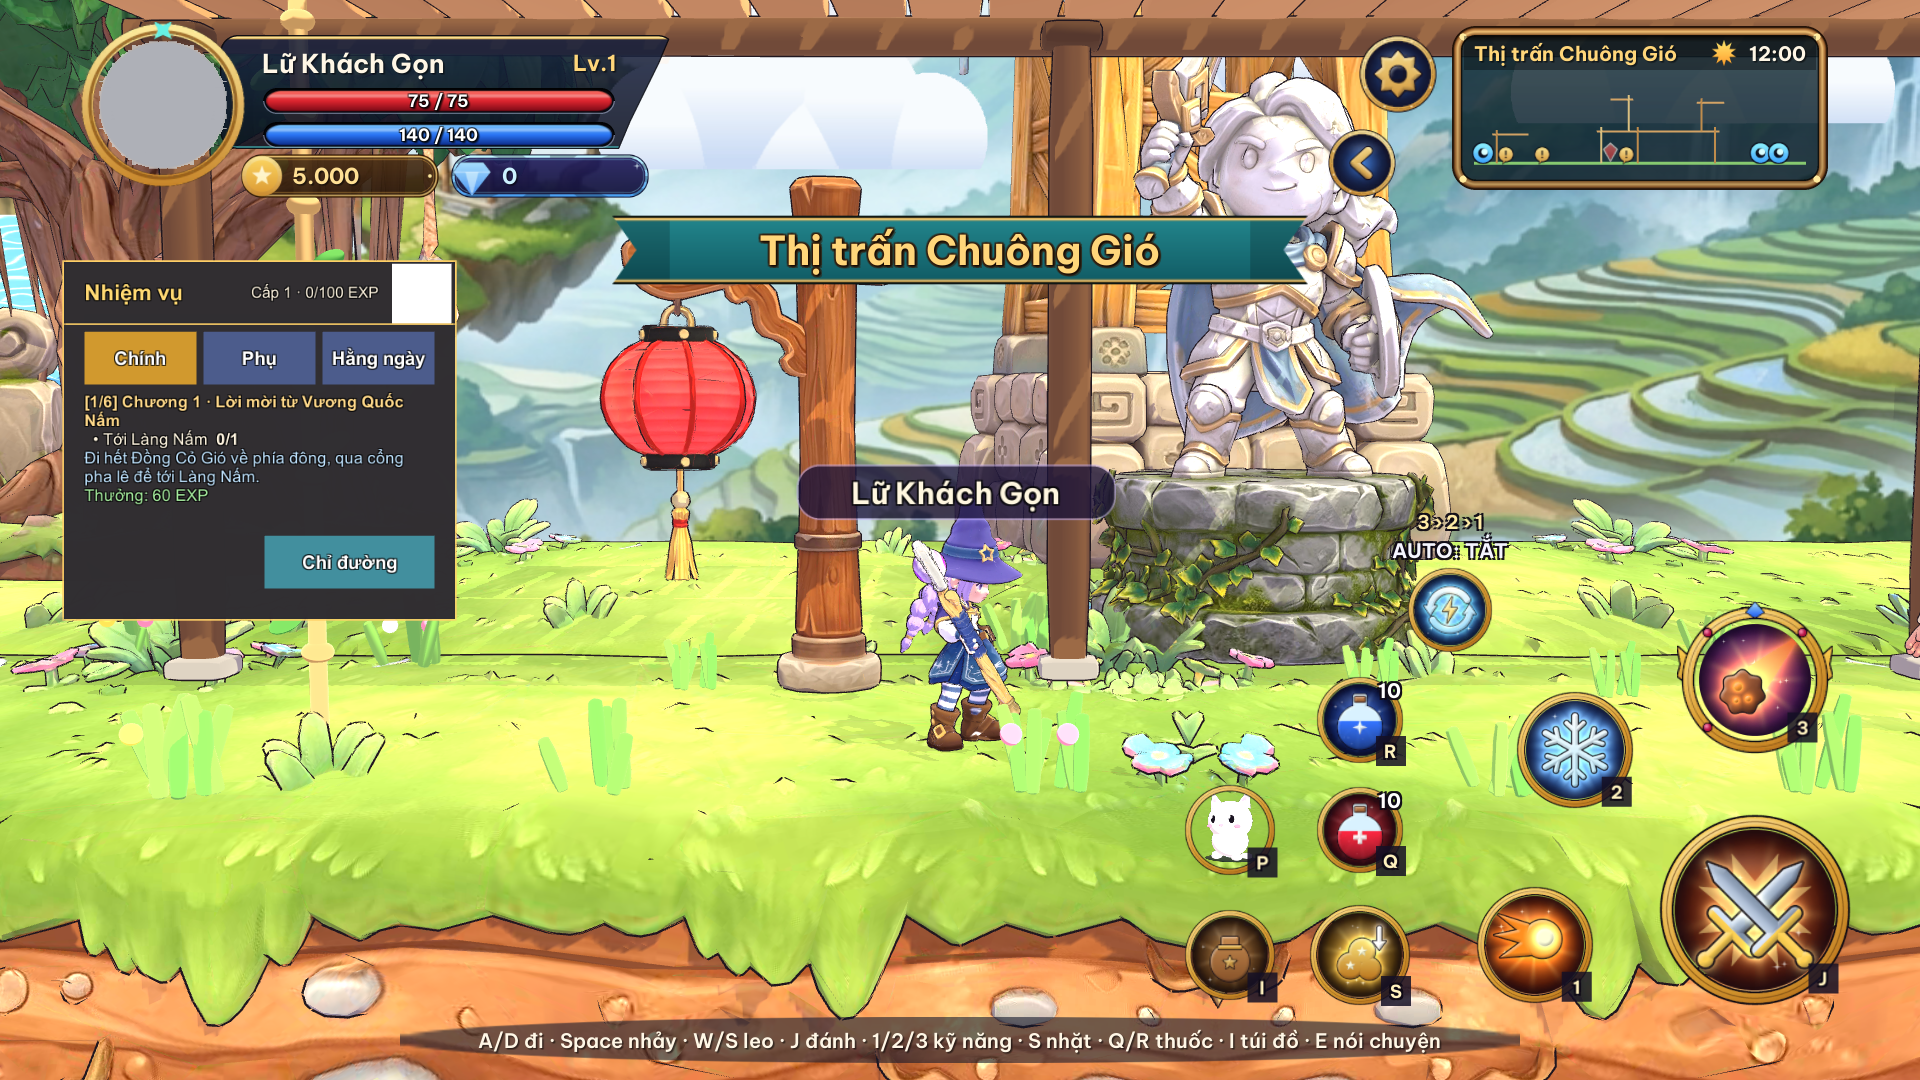 Lữ Khách Gọn
Lv.1
75 / 75
140 / 140
5.000
0
Thị trấn Chuông Gió
12:00
Thị trấn Chuông Gió
Nhiệm vụ
Cấp 1 · 0/100 EXP
Chính
Phụ
Hằng ngày
[1/6] Chương 1 · Lời mời từ Vương Quốc
Nấm
• Tới Làng Nấm 0/1
Đi hết Đồng Cỏ Gió về phía đông, qua cổng
pha lê để tới Làng Nấm.
Thưởng: 60 EXP
Chỉ đường
Lữ Khách Gọn
3>2>1
AUTO: TẮT
10
R
3
2
10
Q
P
I
S
1
J
A/D đi · Space nhảy · W/S leo · J đánh · 1/2/3 kỹ năng · S nhặt · Q/R thuốc · I túi đồ · E nói chuyện